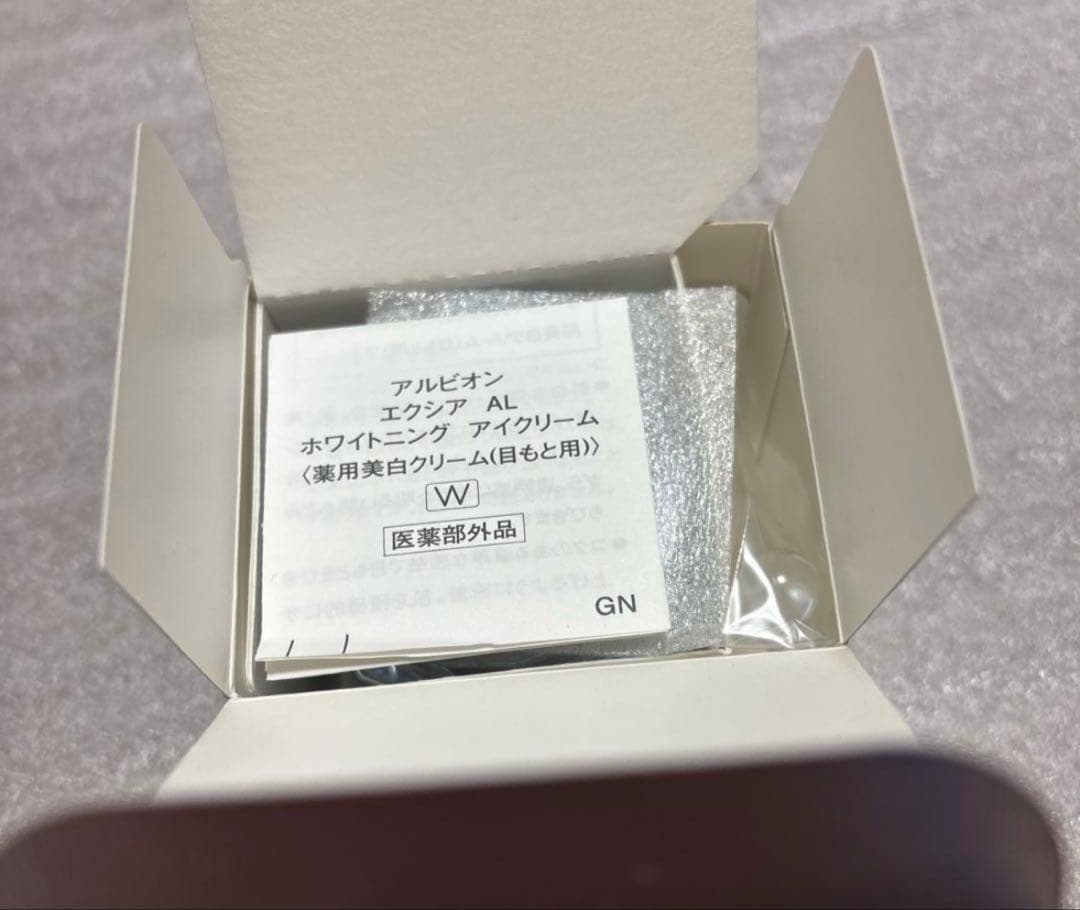 アルビオン
エクシア AL
ホワイトニング アイクリーム
〈薬用美白クリーム(目もと用)〉
W
医薬部外品
GN